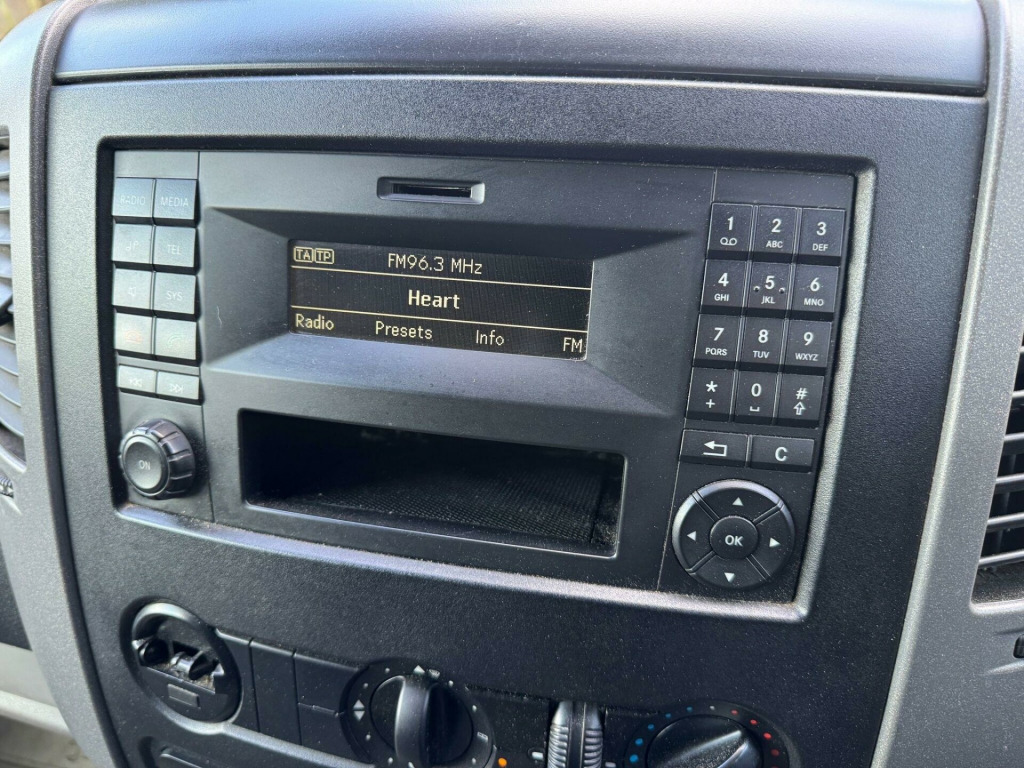 RADIO MEDIA
TEL
SYS
ON
TA TP FM96.3 MHz
Heart
Radio Presets Info FM
1 2 ABC 3 DEF
4 GHI 5 JKL 6 MNO
7 PQRS 8 TUV 9 WXYZ
* + 0 #
C
OK